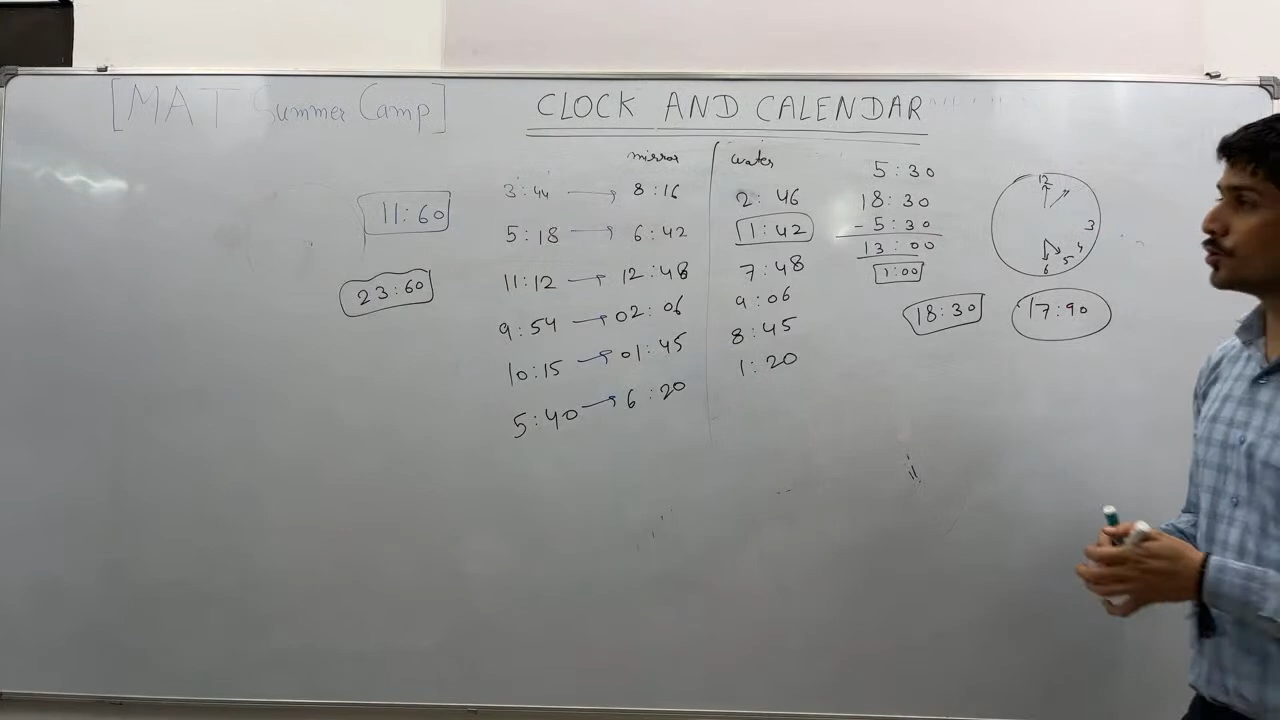 [MAT Summer Camp]
CLOCK AND CALENDAR
mirror
water
11:60
23:60
3:44 → 8:16
5:18 → 6:42
11:12 → 12:48
9:54 → 02:06
10:15 → 01:45
5:40 → 6:20
2:46
1:42
7:48
9:06
8:45
1:20
5:30
18:30
- 5:30
13:00
1:00
12
3
4
5
6
18:30
17:90